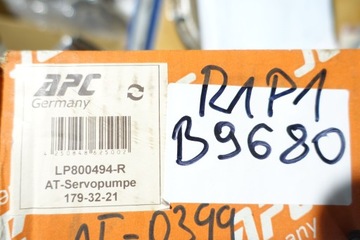 APC
Germany
LP800494-R
AT-Servopumpe
179-32-21
R1P1
B9680
AT-0399